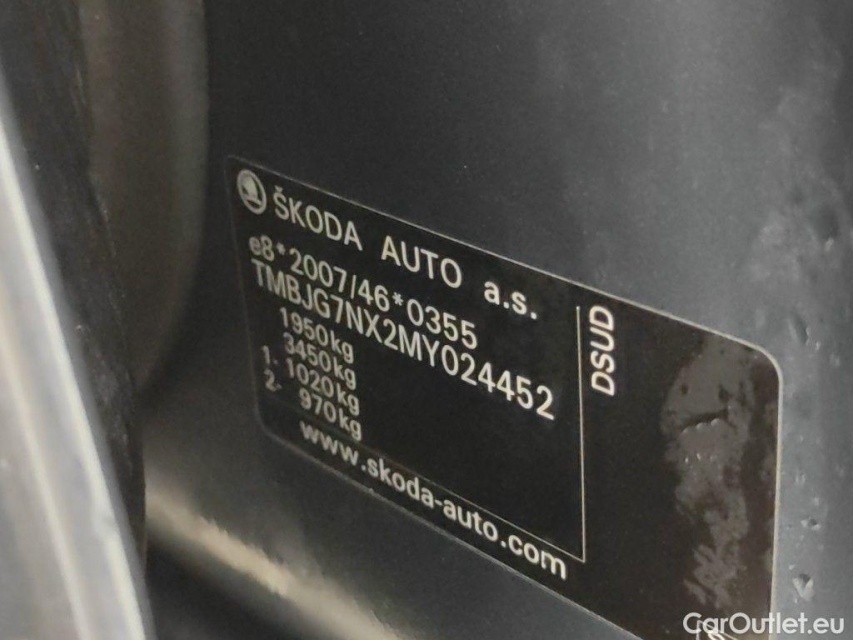 ŠKODA AUTO a.s.
e8*2007/46*0355
TMBJG7NX2MY024452
1950kg
3450kg
1. 1020kg
2. 970kg
www.skoda-auto.com
DSUD
CarOutlet.eu